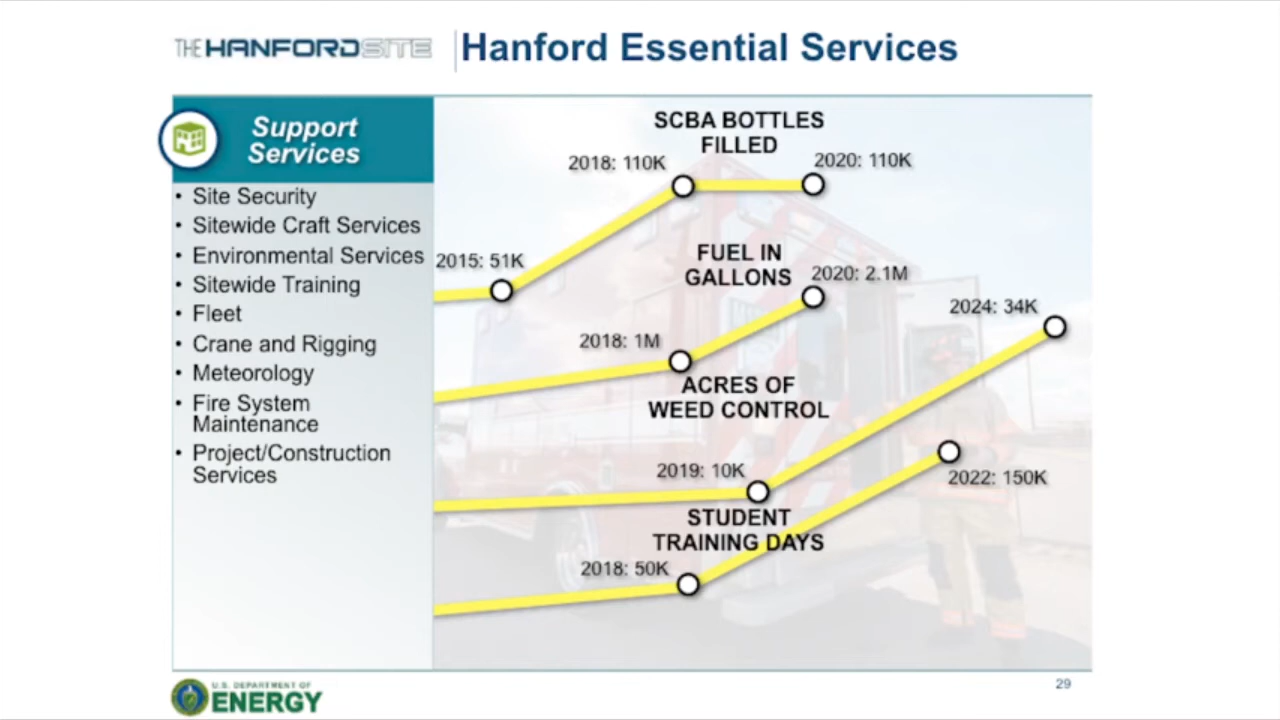 THE HANFORDSITE
Hanford Essential Services
Support
Services
• Site Security
• Sitewide Craft Services
• Environmental Services
• Sitewide Training
• Fleet
• Crane and Rigging
• Meteorology
• Fire System
Maintenance
• Project/Construction
Services
SCBA BOTTLES
FILLED
2015: 51K
2018: 110K
2020: 110K
FUEL IN
GALLONS
2018: 1M
2020: 2.1M
ACRES OF
WEED CONTROL
2019: 10K
2024: 34K
STUDENT
TRAINING DAYS
2018: 50K
2022: 150K
U.S. DEPARTMENT OF
ENERGY
29